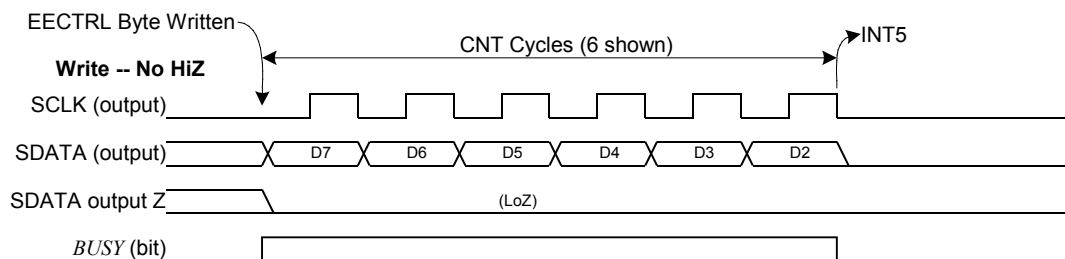 EECTRL Byte Written
CNT Cycles (6 shown)
INT5
Write -- No HiZ
SCLK (output)
SDATA (output)
D7 D6 D5 D4 D3 D2
SDATA output Z
(LoZ)
BUSY (bit)